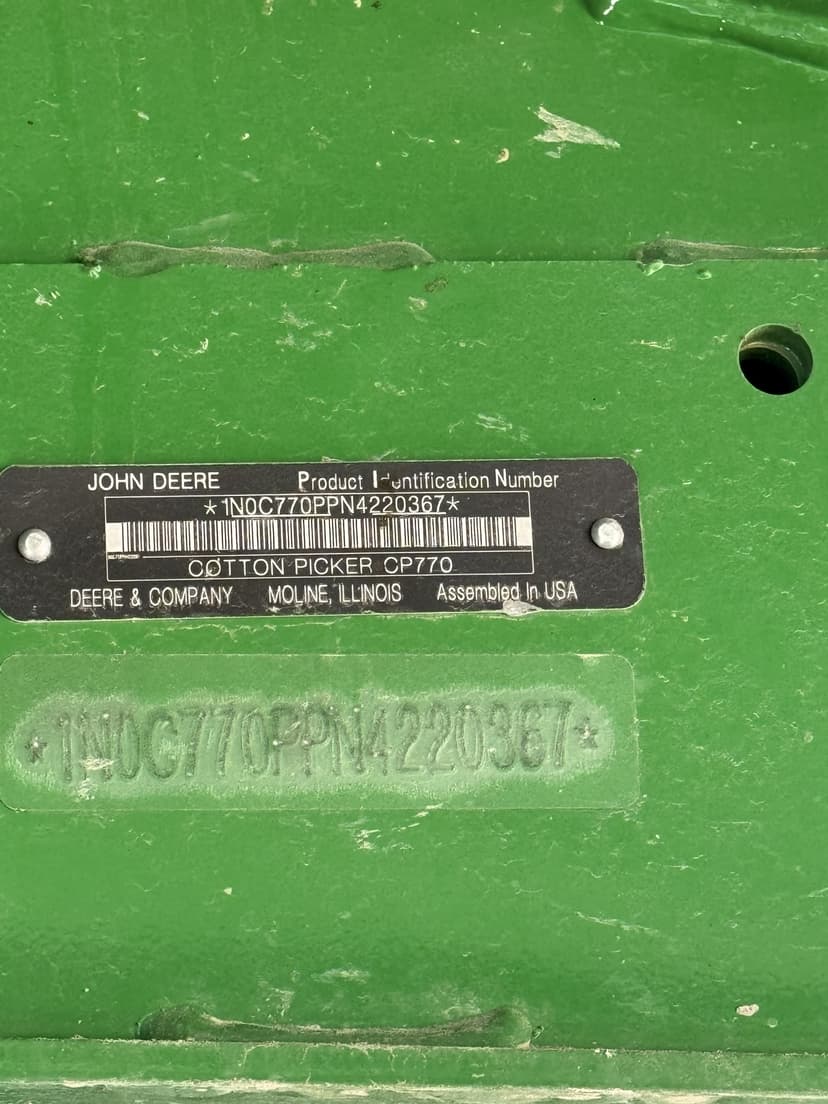 JOHN DEERE Product Identification Number
*1N0C770PPN4220367*
COTTON PICKER CP770
DEERE & COMPANY MOLINE, ILLINOIS Assembled In USA
*1N0C770PPN4220367*